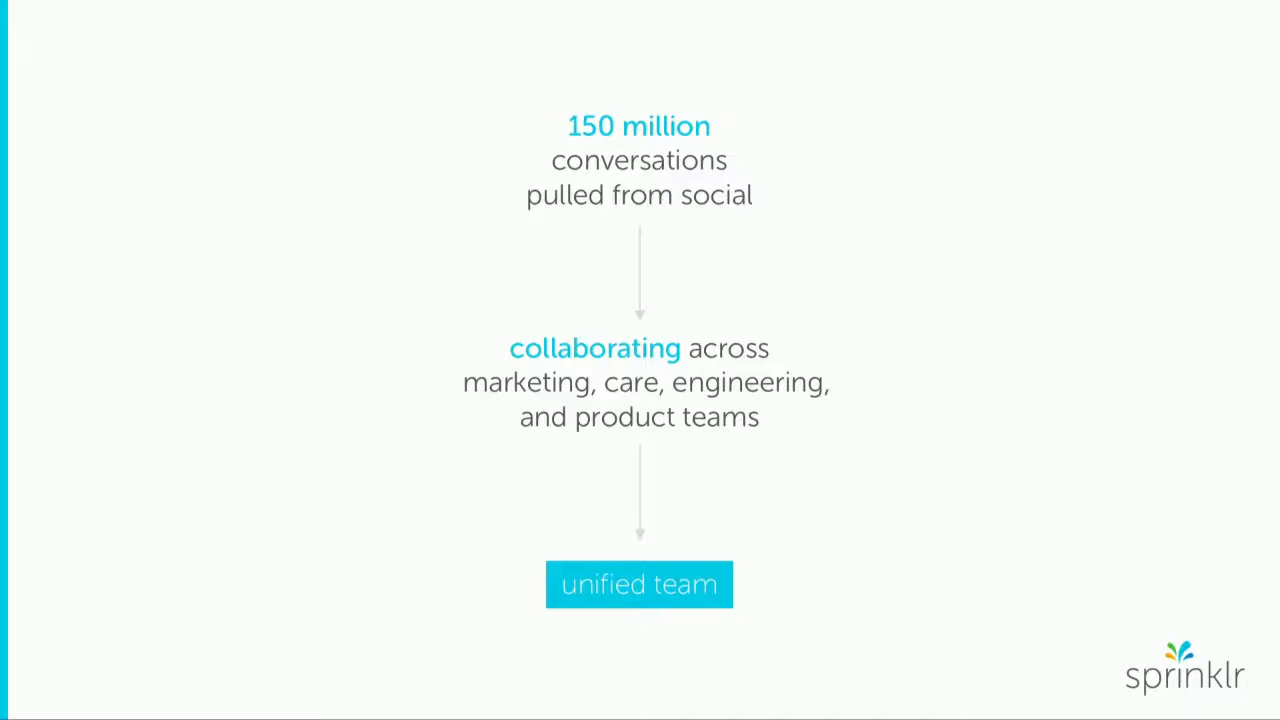 150 million
conversations
pulled from social
collaborating across
marketing, care, engineering,
and product teams
unified team
sprinklr